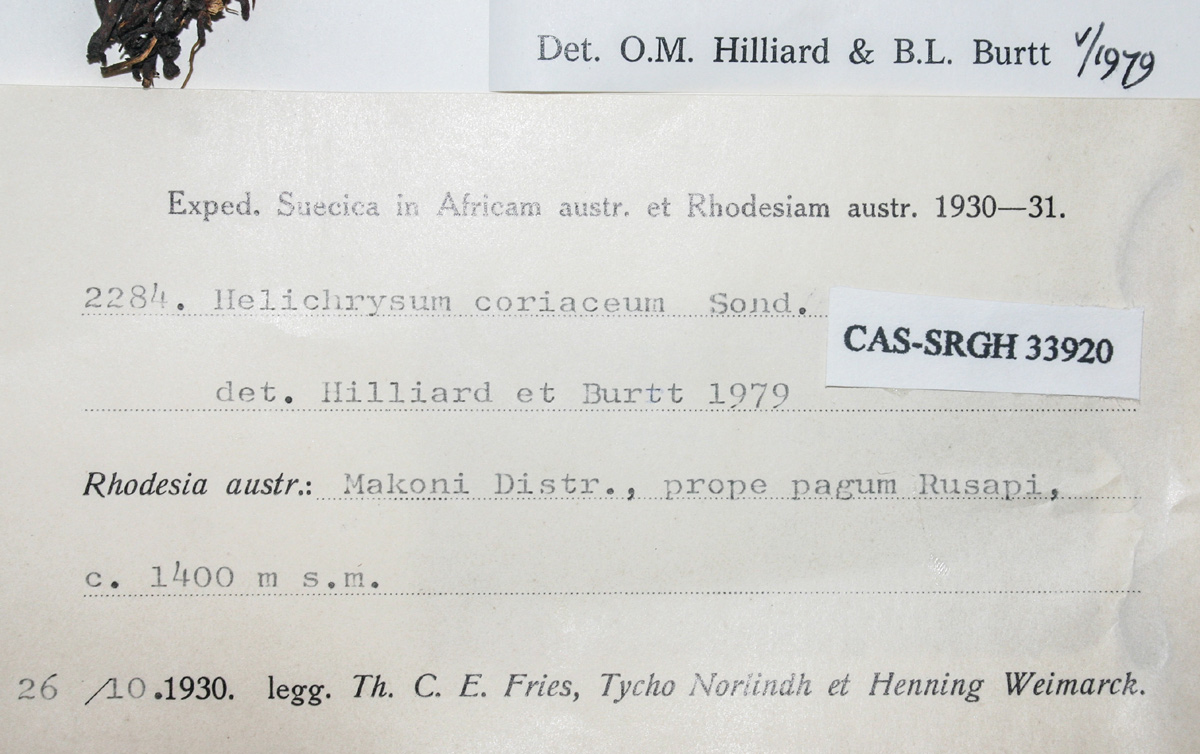 Det. O.M. Hilliard & B.L. Burtt V/1979
Exped. Suecica in Africam austr. et Rhodesiam austr. 1930—31.
2284. Helichrysum coriaceum Sond.
CAS-SRGH 33920
det. Hilliard et Burtt 1979
Rhodesia austr.: Makoni Distr., prope pagum Rusapi,
c. 1400 m s.m.
26 /10.1930. legg. Th. C. E. Fries, Tycho Norlindh et Henning Weimarck.